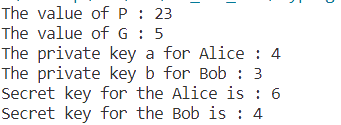 The value of P : 23
The value of G : 5
The private key a for Alice : 4
The private key b for Bob : 3
Secret key for the Alice is : 6
Secret key for the Bob is : 4